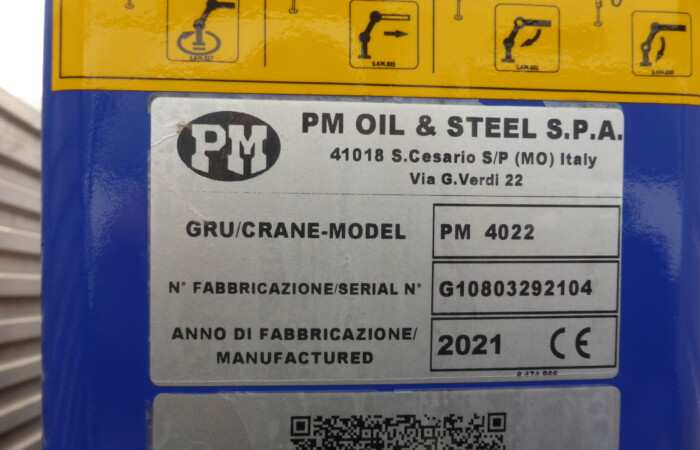 PM
PM OIL & STEEL S.P.A.
41018 S.Cesario S/P (MO) Italy
Via G.Verdi 22
GRU/CRANE-MODEL
PM 4022
N° FABBRICAZIONE/SERIAL N°
G10803292104
ANNO DI FABBRICAZIONE/
MANUFACTURED
2021 CE